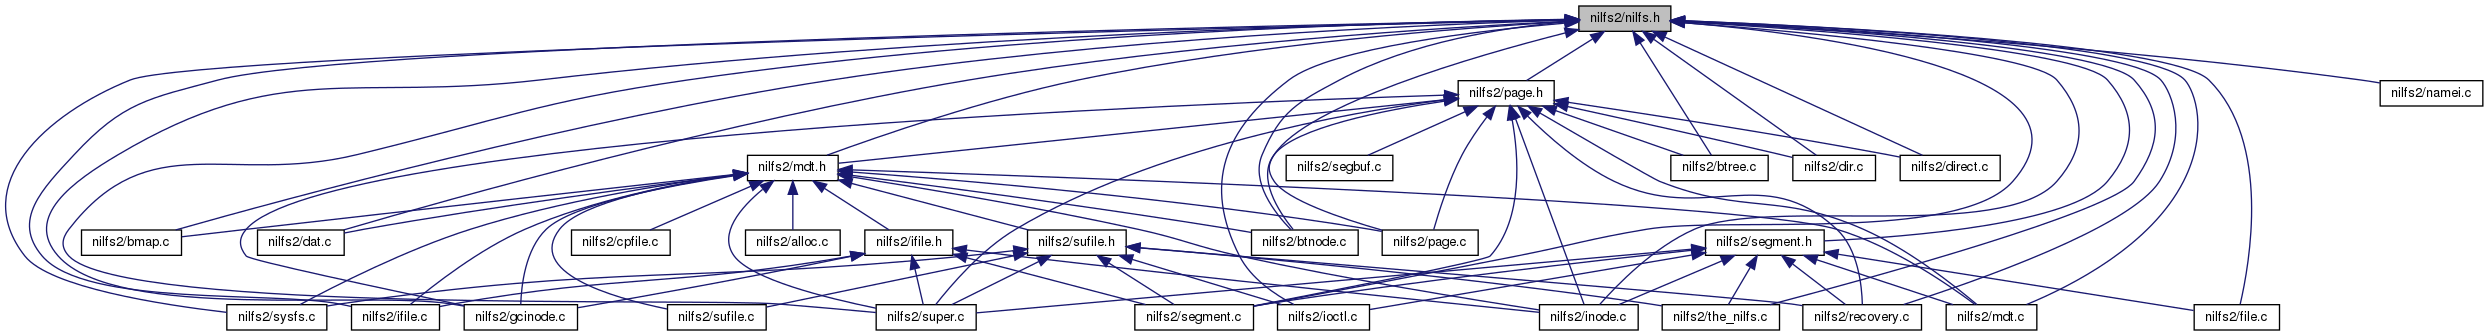 nilfs2/nilfs.h
nilfs2/page.h
nilfs2/namei.c
nilfs2/mdt.h
nilfs2/segbuf.c
nilfs2/btree.c
nilfs2/dir.c
nilfs2/direct.c
nilfs2/bmap.c
nilfs2/dat.c
nilfs2/cpfile.c
nilfs2/alloc.c
nilfs2/ifile.h
nilfs2/sufile.h
nilfs2/btnode.c
nilfs2/page.c
nilfs2/segment.h
nilfs2/sysfs.c
nilfs2/ifile.c
nilfs2/gcinode.c
nilfs2/sufile.c
nilfs2/super.c
nilfs2/segment.c
nilfs2/ioctl.c
nilfs2/inode.c
nilfs2/the_nilfs.c
nilfs2/recovery.c
nilfs2/mdt.c
nilfs2/file.c